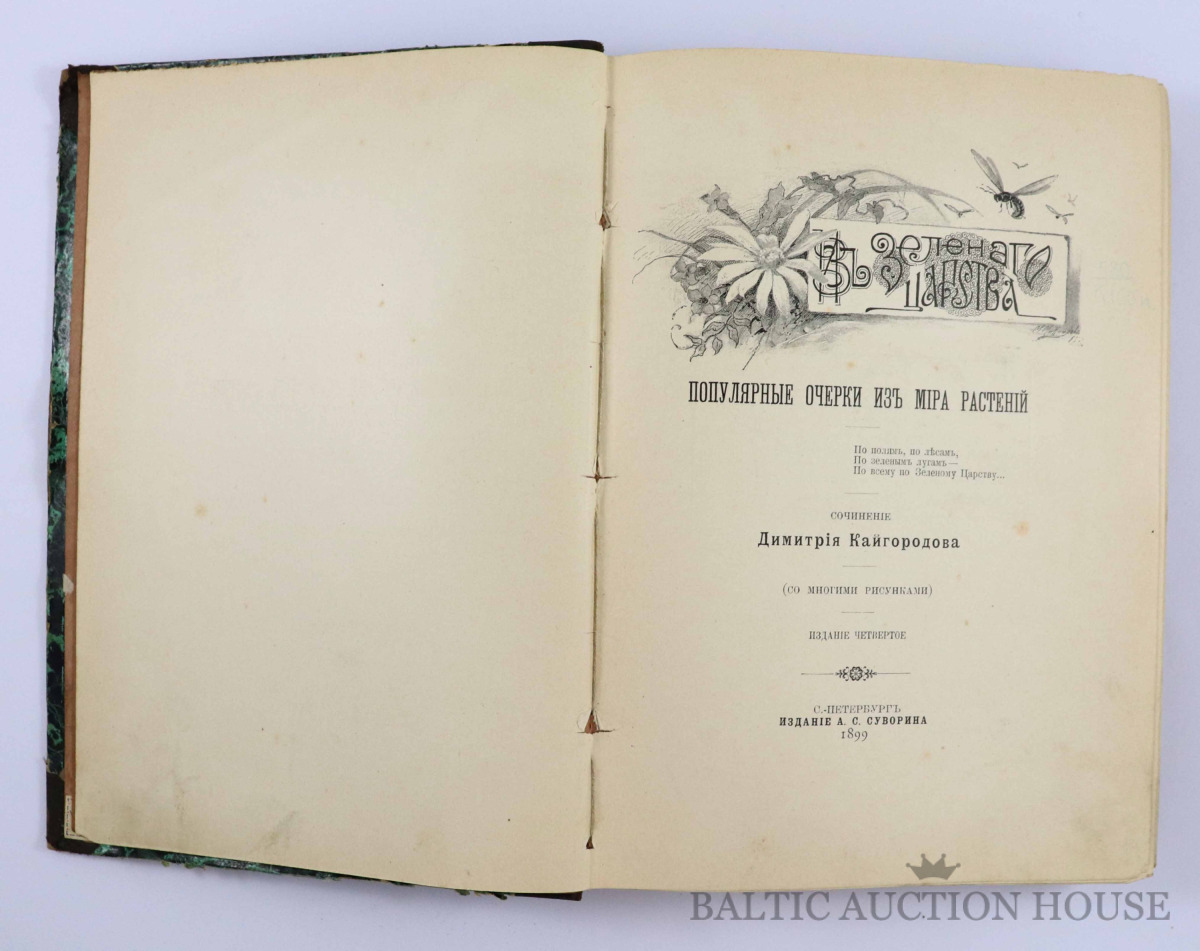 Изъ Зеленаго
Царства
ПОПУЛЯРНЫЕ ОЧЕРКИ ИЗЪ МІРА РАСТЕНІЙ
По полямъ, по лѣсамъ,
По зеленымъ лугамъ—
По всему по Зеленому Царству...
СОЧИНЕНІЕ
Димитрія Кайгородова
(СО МНОГИМИ РИСУНКАМИ)
ИЗДАНІЕ ЧЕТВЕРТОЕ
С.-ПЕТЕРБУРГЪ
ИЗДАНІЕ А. С. СУВОРИНА
1899
BALTIC AUCTION HOUSE